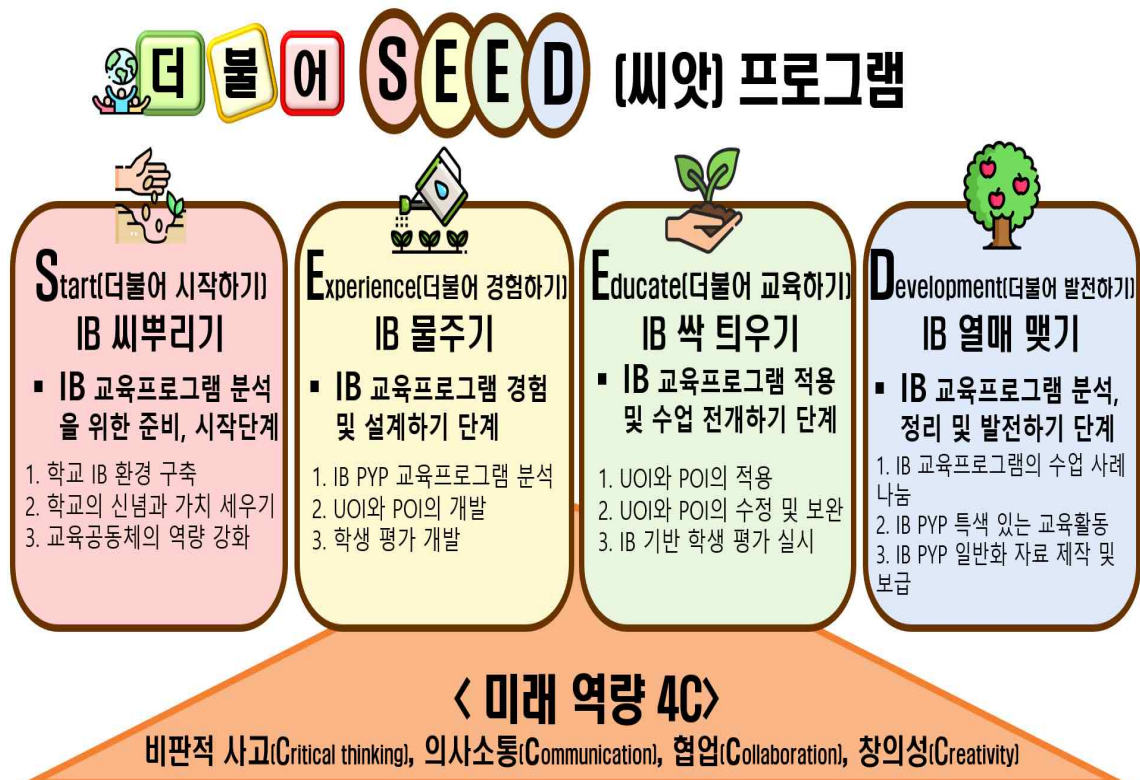 더불어 SEED (씨앗) 프로그램
Start(더불어 시작하기)
IB 씨뿌리기
▪ IB 교육프로그램 분석
을 위한 준비, 시작단계
1. 학교 IB 환경 구축
2. 학교의 신념과 가치 세우기
3. 교육공동체의 역량 강화
Experience(더불어 경험하기)
IB 물주기
▪ IB 교육프로그램 경험
및 설계하기 단계
1. IB PYP 교육프로그램 분석
2. UOI와 POI의 개발
3. 학생 평가 개발
Educate(더불어 교육하기)
IB 싹 틔우기
▪ IB 교육프로그램 적용
및 수업 전개하기 단계
1. UOI와 POI의 적용
2. UOI와 POI의 수정 및 보완
3. IB 기반 학생 평가 실시
Development(더불어 발전하기)
IB 열매 맺기
▪ IB 교육프로그램 분석,
정리 및 발전하기 단계
1. IB 교육프로그램의 수업 사례
나눔
2. IB PYP 특색 있는 교육활동
3. IB PYP 일반화 자료 제작 및
보급
< 미래 역량 4C>
비판적 사고(Critical thinking), 의사소통(Communication), 협업(Collaboration), 창의성(Creativity)